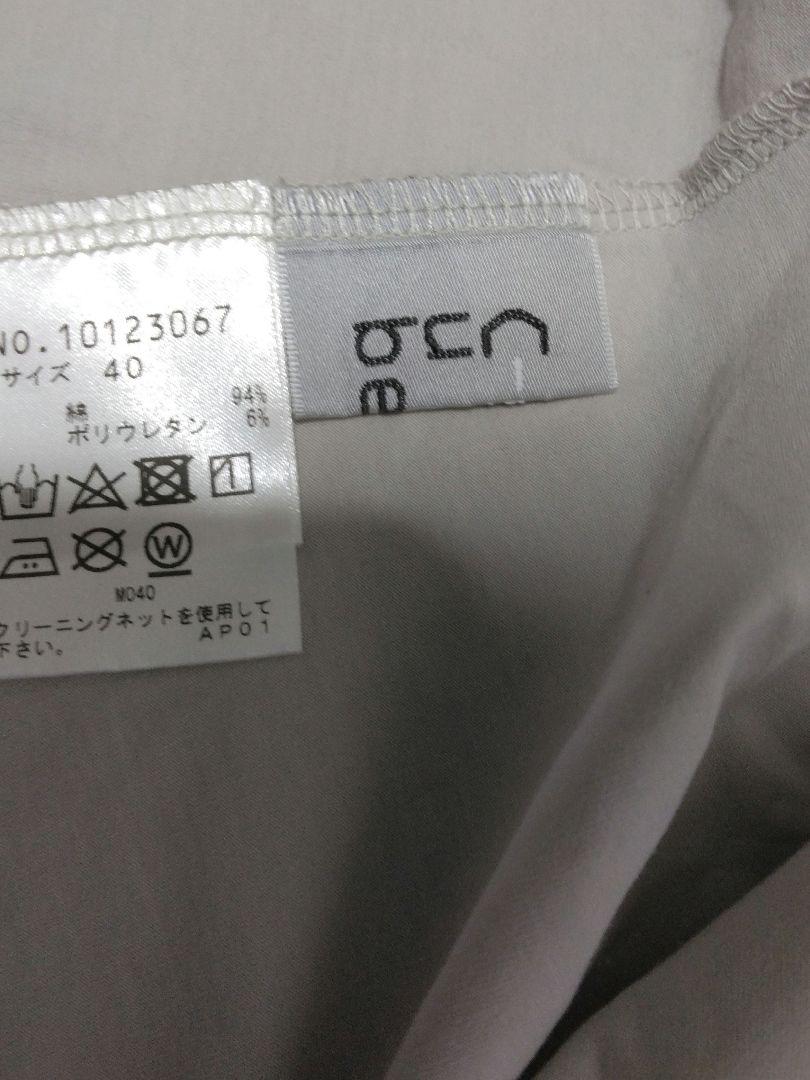 NO.10123067
サイズ 40
綿 94%
ポリウレタン 6%
M040
クリーニングネットを使用して
下さい。
AP01